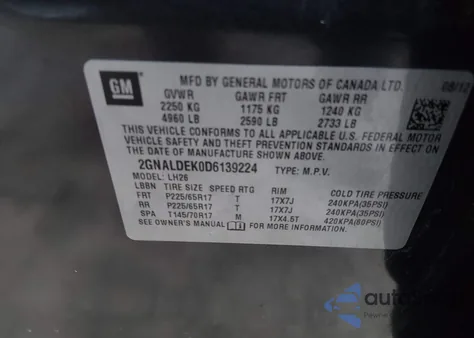 GM
MFD BY GENERAL MOTORS OF CANADA LTD. 08/12
GVWR GAWR FRT GAWR RR
2250 KG 1175 KG 1240 KG
4960 LB 2590 LB 2733 LB
THIS VEHICLE CONFORMS TO ALL APPLICABLE U.S. FEDERAL MOTOR
VEHICLE SAFETY AND THEFT PREVENTION STANDARDS IN EFFECT ON
THE DATE OF MANUFACTURE SHOWN ABOVE.
2GNALDEK0D6139224 TYPE: M.P.V.
MODEL: LH26
LBBN TIRE SIZE SPEED RTG RIM COLD TIRE PRESSURE
FRT P225/65R17 T 17X7J 240KPA(35PSI)
RR P225/65R17 T 17X7J 240KPA(35PSI)
SPA T145/70R17 M 17X4.5T 420KPA(60PSI)
SEE OWNER'S MANUAL FOR MORE INFORMATION